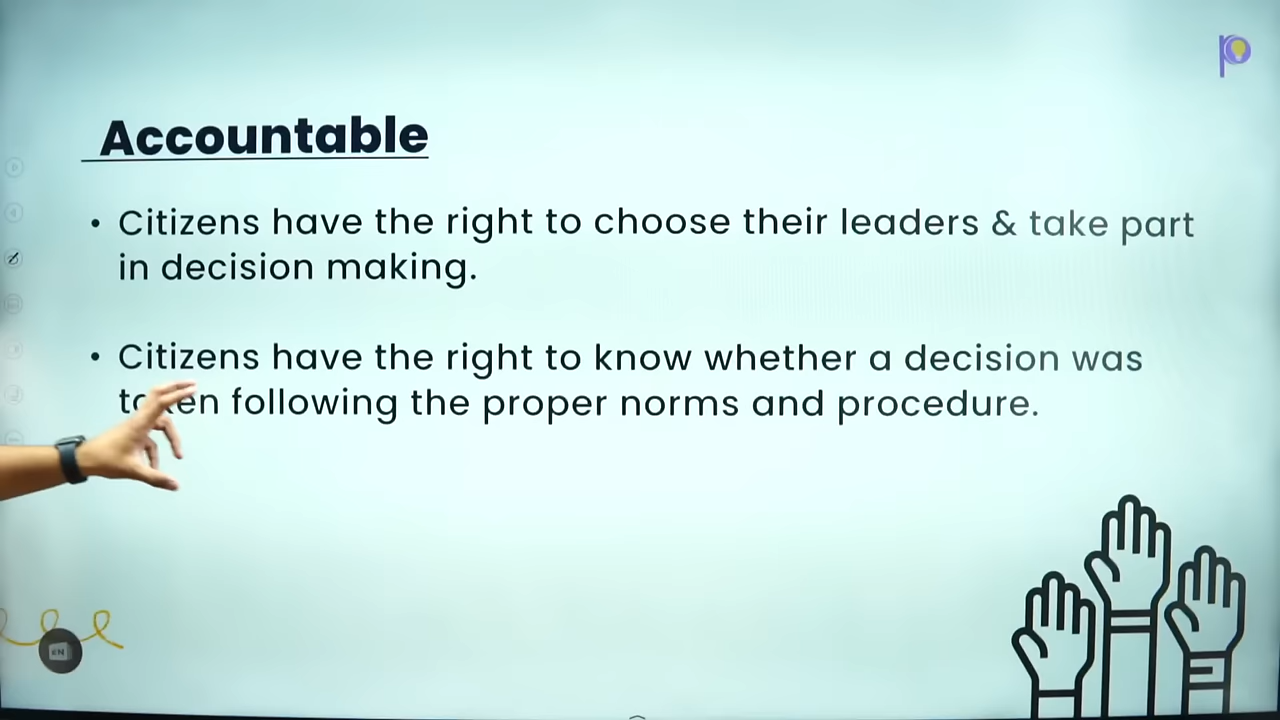 Accountable
• Citizens have the right to choose their leaders & take part
in decision making.
• Citizens have the right to know whether a decision was
taken following the proper norms and procedure.